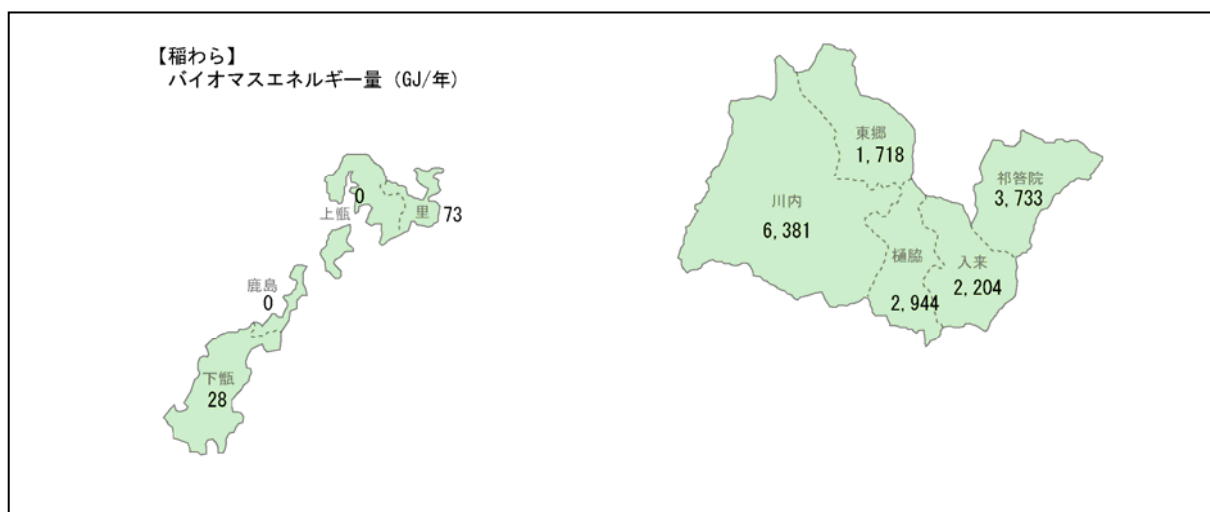 【稲わら】
バイオマスエネルギー量（GJ/年）
東郷
1,718
祁答院
3,733
川内
6,381
樋脇
2,944
入来
2,204
上甑
0
里
73
鹿島
0
下甑
28